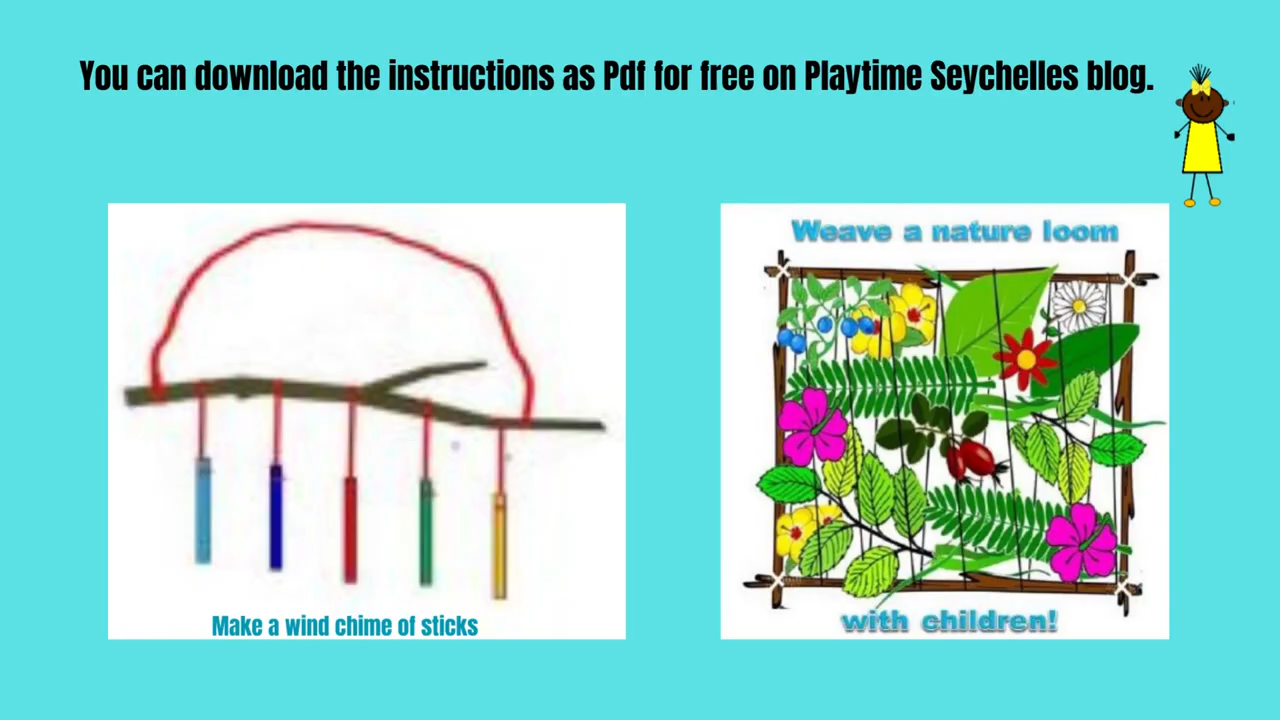 You can download the instructions as Pdf for free on Playtime Seychelles blog.
Make a wind chime of sticks
Weave a nature loom
with children!